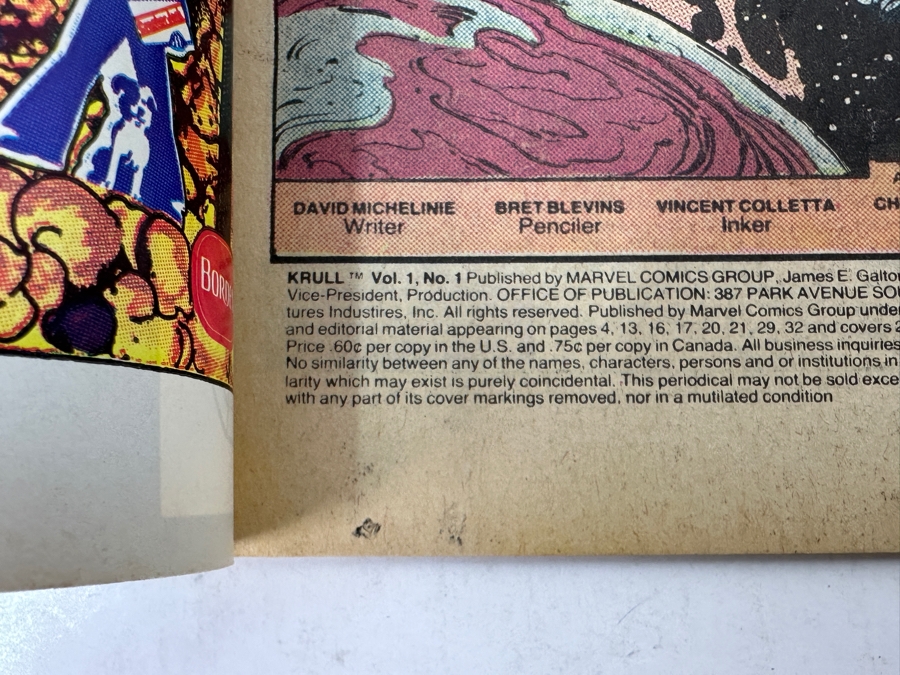 BORD
DAVID MICHELINIE BRET BLEVINS VINCENT COLLETTA
Writer Penciler Inker
KRULL ™ Vol. 1, No. 1 Published by MARVEL COMICS GROUP, James E. Galto
Vice-President, Production. OFFICE OF PUBLICATION: 387 PARK AVENUE SOU
tures Industires, Inc. All rights reserved. Published by Marvel Comics Group unde
and editorial material appearing on pages 4, 13, 16, 17, 20, 21, 29, 32 and covers 2
Price .60¢ per copy in the U.S. and .75¢ per copy in Canada. All business inquiries
No similarity between any of the names, characters, persons and or institutions in
larity which may exist is purely coincidental. This periodical may not be sold exce
with any part of its cover markings removed, nor in a mutilated condition